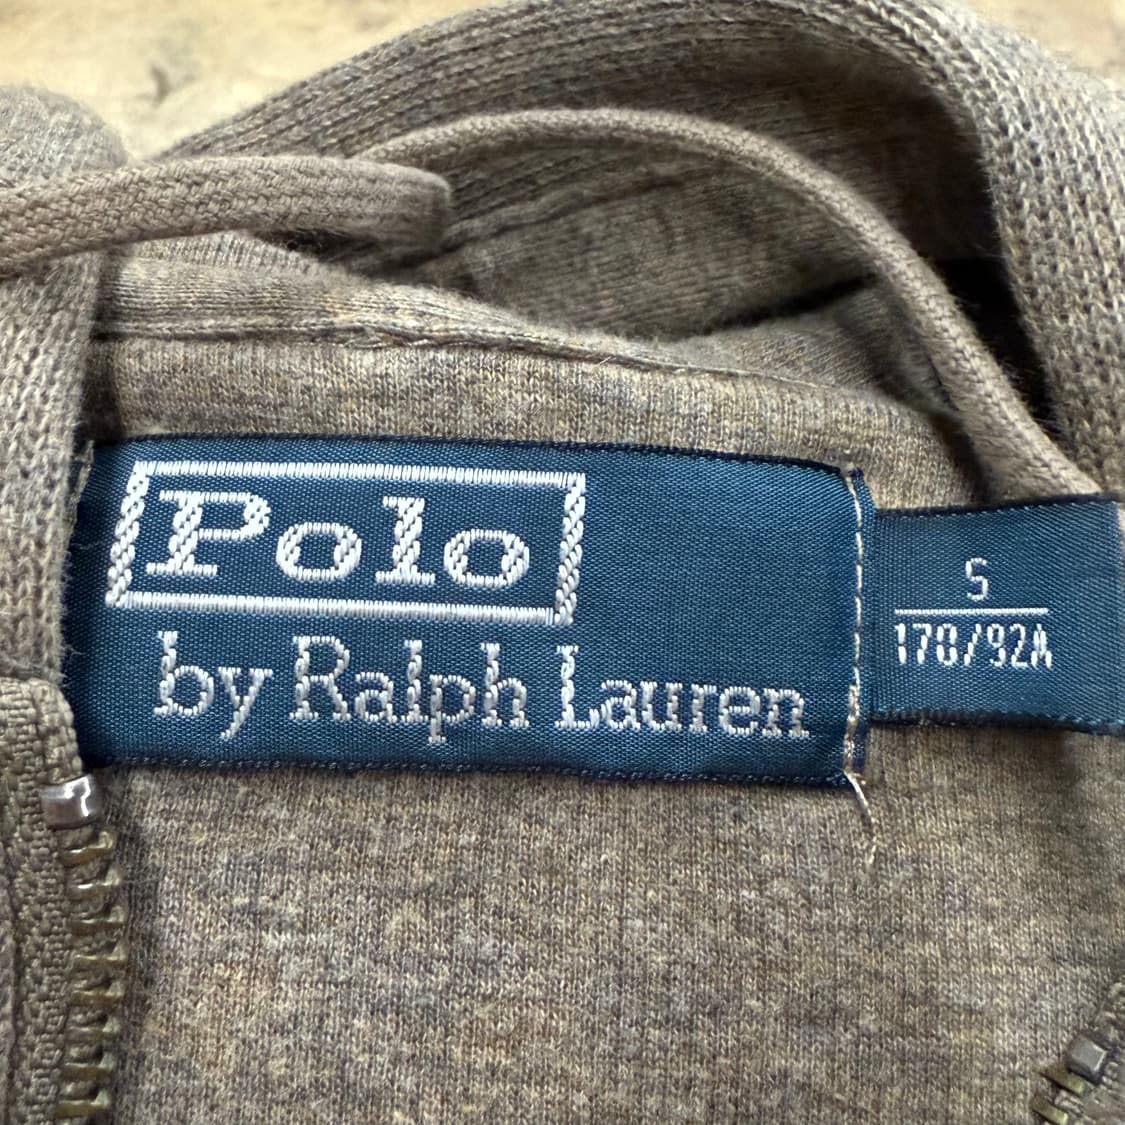 Polo
by Ralph Lauren
S
170/92A